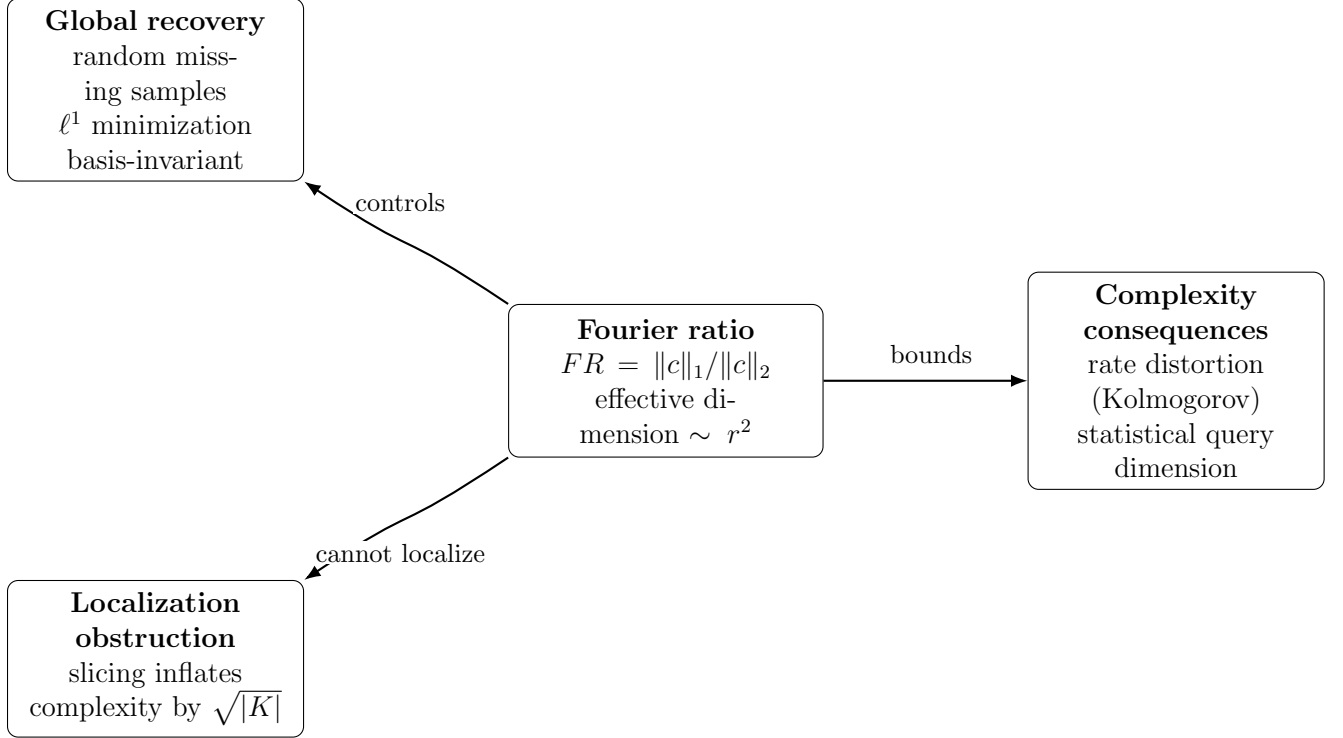 Global recovery
random miss-
ing samples
ℓ¹ minimization
basis-invariant
controls
Fourier ratio
FR = ‖c‖₁/‖c‖₂
effective di-
mension ∼ r²
bounds
Complexity
consequences
rate distortion
(Kolmogorov)
statistical query
dimension
cannot localize
Localization
obstruction
slicing inflates
complexity by √|K|